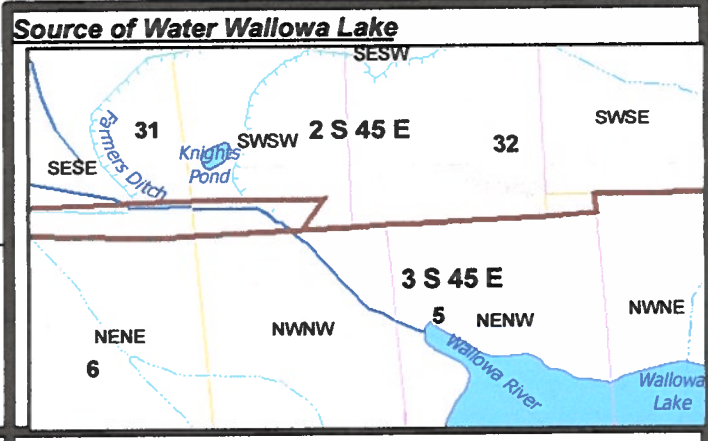 Source of Water Wallowa Lake
SESW
Farmers Ditch
31
2 S 45 E
32
SWSE
SWSW
Knights
Pond
SESE
3 S 45 E
5
NENW
NWNE
NWNW
NENE
6
Wallowa River
Wallowa
Lake